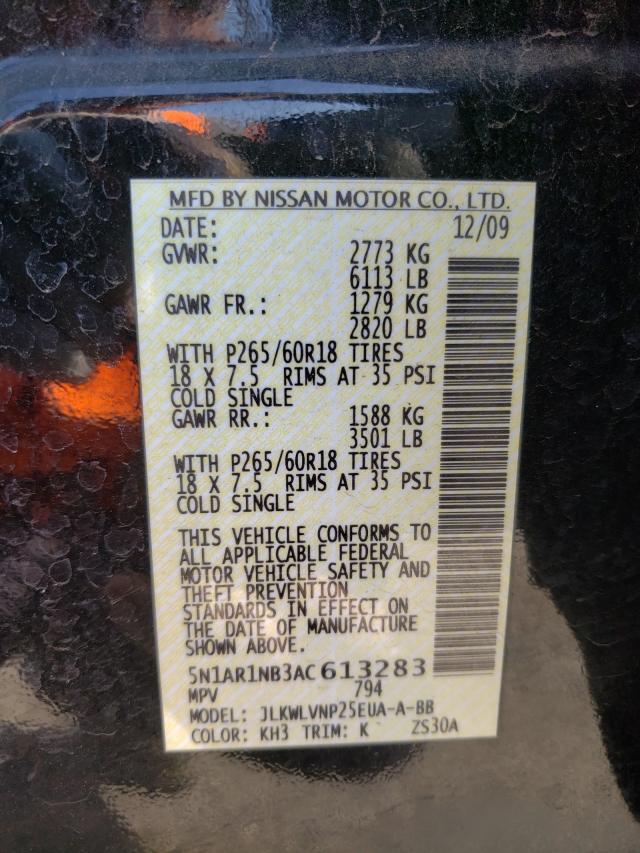 MFD BY NISSAN MOTOR CO., LTD.
DATE: 12/09
GVWR: 2773 KG
6113 LB
GAWR FR.: 1279 KG
2820 LB
WITH P265/60R18 TIRES
18 X 7.5 RIMS AT 35 PSI
COLD SINGLE
GAWR RR.: 1588 KG
3501 LB
WITH P265/60R18 TIRES
18 X 7.5 RIMS AT 35 PSI
COLD SINGLE
THIS VEHICLE CONFORMS TO
ALL APPLICABLE FEDERAL
MOTOR VEHICLE SAFETY AND
THEFT PREVENTION
STANDARDS IN EFFECT ON
THE DATE OF MANUFACTURE
SHOWN ABOVE.
5N1AR1NB3AC613283
MPV 794
MODEL: JLKWLVNP25EUA-A-BB
COLOR: KH3 TRIM: K ZS30A